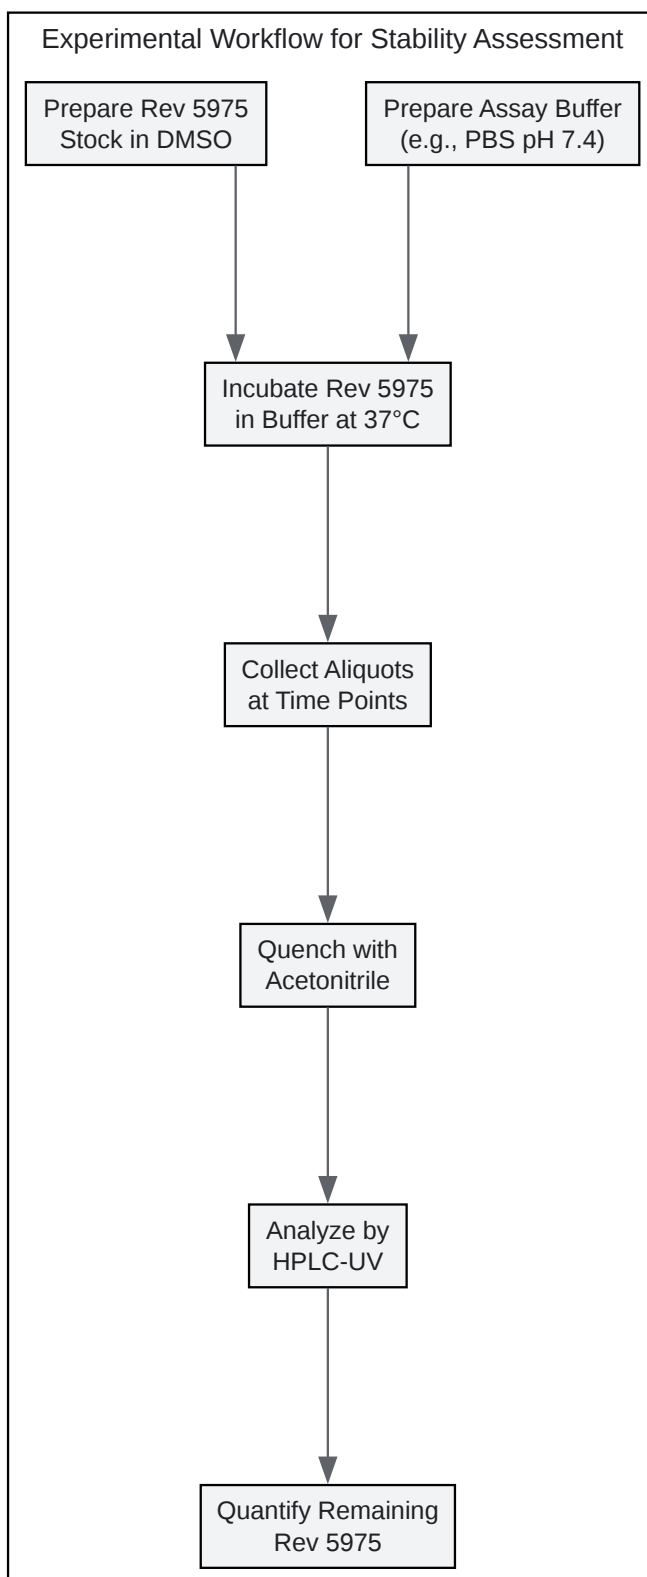 Experimental Workflow for Stability Assessment
Prepare Rev 5975
Stock in DMSO
Prepare Assay Buffer
(e.g., PBS pH 7.4)
Incubate Rev 5975
in Buffer at 37°C
Collect Aliquots
at Time Points
Quench with
Acetonitrile
Analyze by
HPLC-UV
Quantify Remaining
Rev 5975